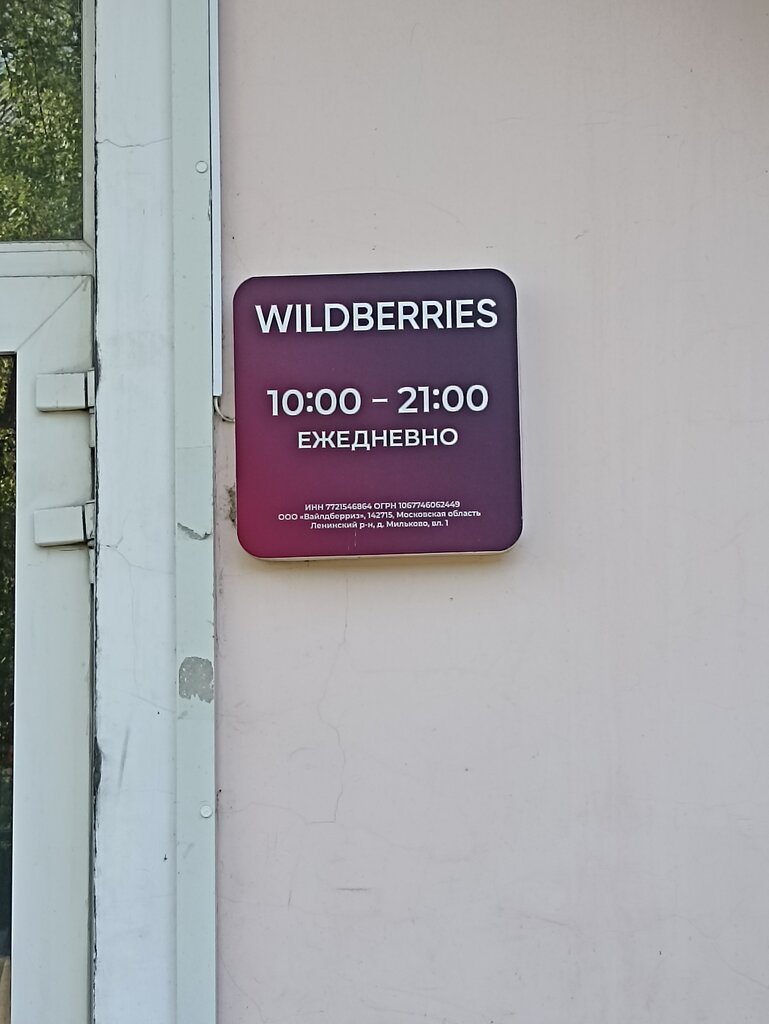 WILDBERRIES
10:00 – 21:00
ЕЖЕДНЕВНО
ИНН 7721546864 ОГРН 1067746062449
ООО «Вайлдберриз», 142715, Московская область
Ленинский р-н, д. Мильково, вл. 1